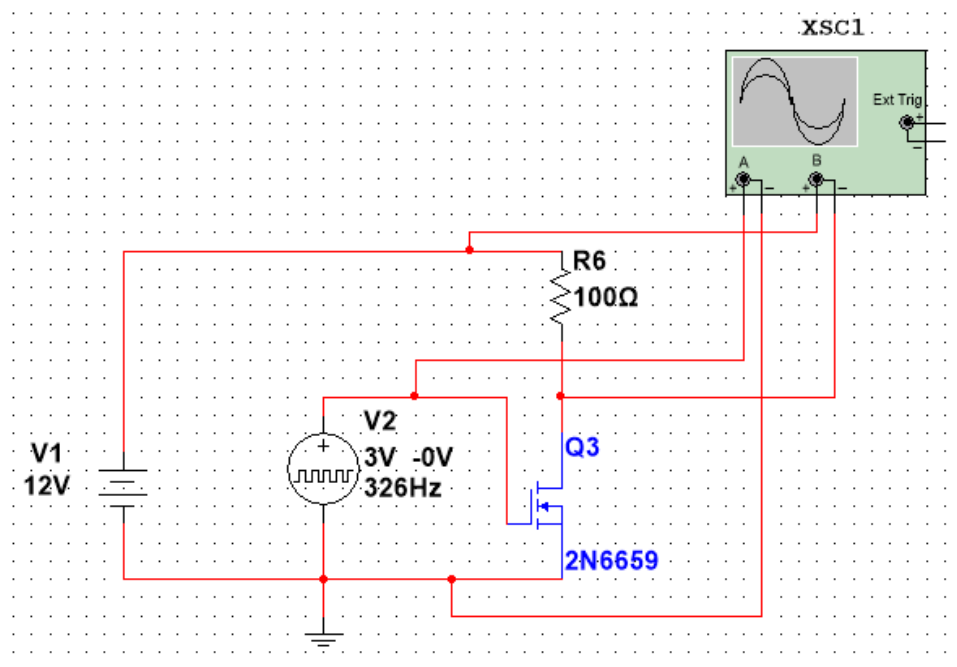 XSC1
Ext Trig
+
−
A
B
+
−
+
−
R6
100Ω
V2
3V -0V
326Hz
+
V1
12V
Q3
2N6659